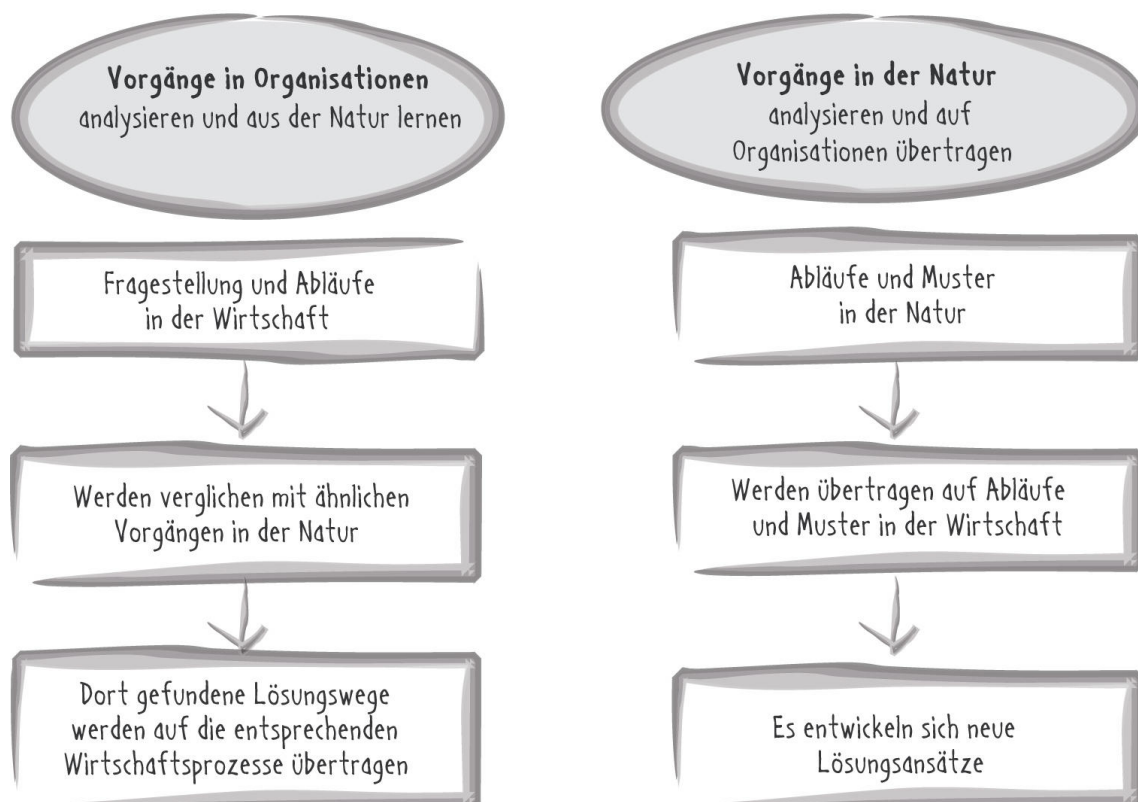 Vorgänge in Organisationen
analysieren und aus der Natur lernen
Fragestellung und Abläufe
in der Wirtschaft
Werden verglichen mit ähnlichen
Vorgängen in der Natur
Dort gefundene Lösungswege
werden auf die entsprechenden
Wirtschaftsprozesse übertragen
Vorgänge in der Natur
analysieren und auf
Organisationen übertragen
Abläufe und Muster
in der Natur
Werden übertragen auf Abläufe
und Muster in der Wirtschaft
Es entwickeln sich neue
Lösungsansätze